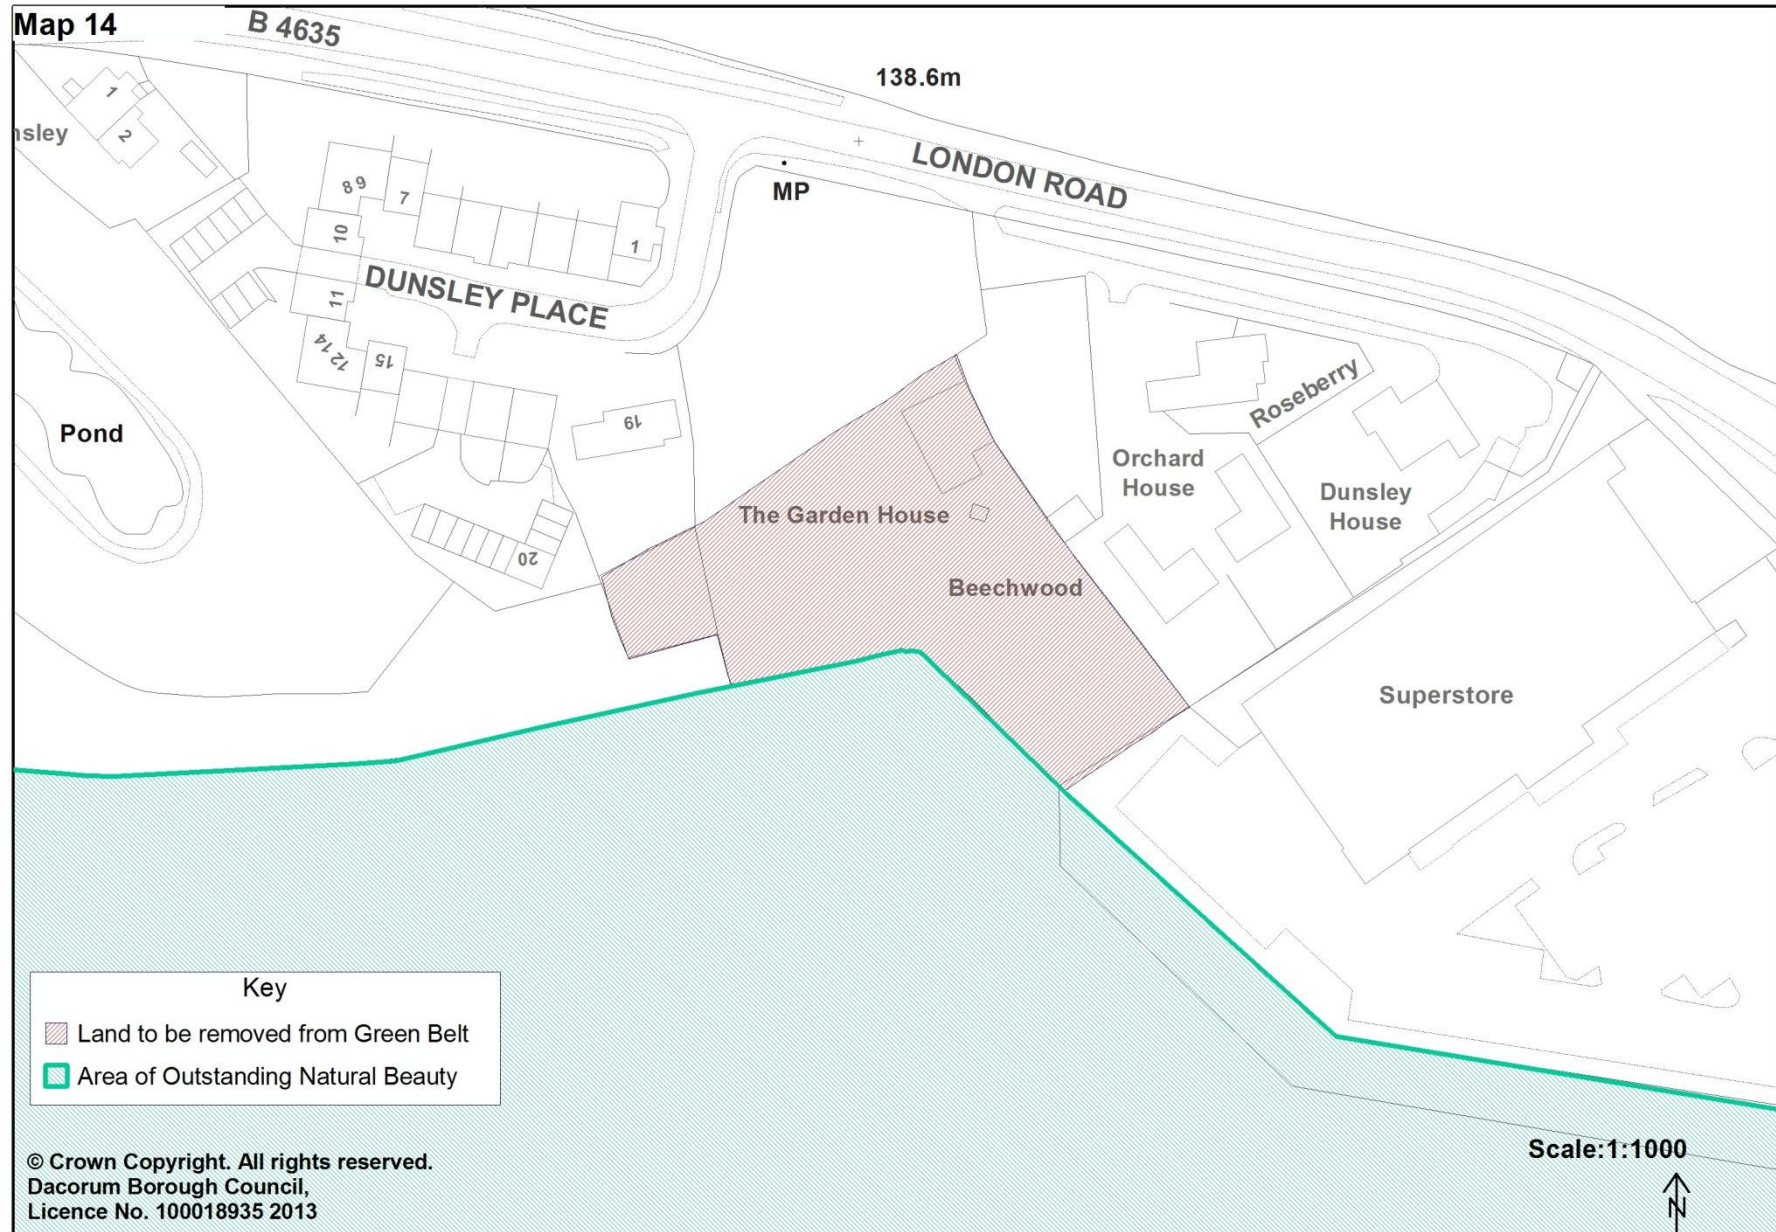 Map 14
B 4635
138.6m
LONDON ROAD
MP
1
2
nsley
8 9
7
10
1
11
DUNSLEY PLACE
12 14
15
19
20
Pond
The Garden House
Beechwood
Orchard
House
Roseberry
Dunsley
House
Superstore
Key
Land to be removed from Green Belt
Area of Outstanding Natural Beauty
© Crown Copyright. All rights reserved.
Dacorum Borough Council,
Licence No. 100018935 2013
Scale:1:1000
N